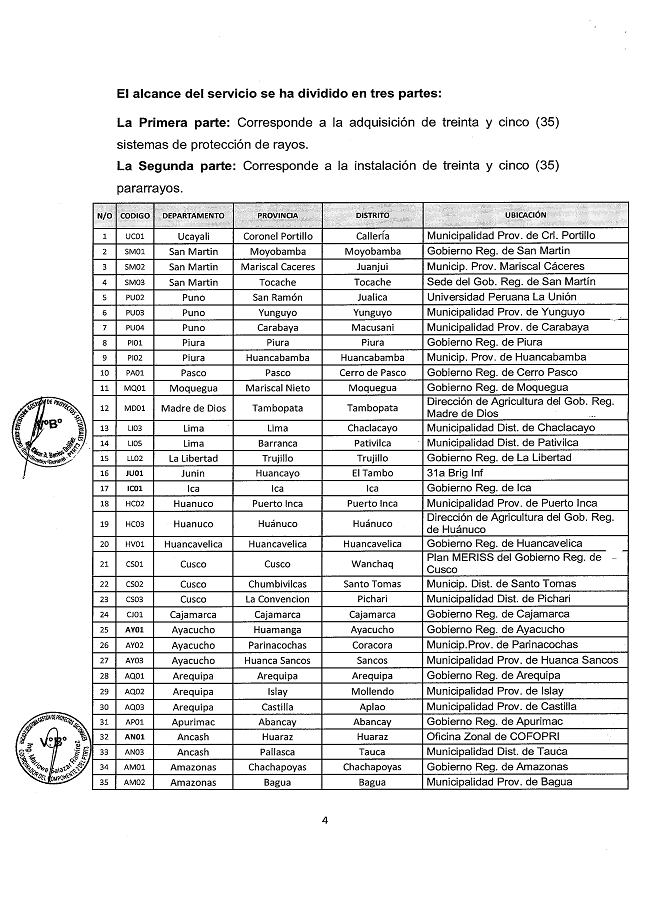 El alcance del servicio se ha dividido en tres partes:
La Primera parte: Corresponde a la adquisición de treinta y cinco (35)
sistemas de protección de rayos.
La Segunda parte: Corresponde a la instalación de treinta y cinco (35)
pararrayos.
N/O CODIGO DEPARTAMENTO PROVINCIA DISTRITO UBICACIÓN
1 UC01 Ucayali Coronel Portillo Callería Municipalidad Prov. de Crl. Portillo
2 SM01 San Martin Moyobamba Moyobamba Gobierno Reg. de San Martin
3 SM02 San Martin Mariscal Caceres Juanjui Municip. Prov. Mariscal Cáceres
4 SM03 San Martin Tocache Tocache Sede del Gob. Reg. de San Martín
5 PU02 Puno San Ramón Jualica Universidad Peruana La Unión
6 PU03 Puno Yunguyo Yunguyo Municipalidad Prov. de Yunguyo
7 PU04 Puno Carabaya Macusani Municipalidad Prov. de Carabaya
8 PI01 Piura Piura Piura Gobierno Reg. de Piura
9 PI02 Piura Huancabamba Huancabamba Municip. Prov. de Huancabamba
10 PA01 Pasco Pasco Cerro de Pasco Gobierno Reg. de Cerro Pasco
11 MQ01 Moquegua Mariscal Nieto Moquegua Gobierno Reg. de Moquegua
12 MD01 Madre de Dios Tambopata Tambopata Dirección de Agricultura del Gob. Reg.
Madre de Dios
13 LI03 Lima Lima Chaclacayo Municipalidad Dist. de Chaclacayo
14 LI05 Lima Barranca Pativilca Municipalidad Dist. de Pativilca
15 LL02 La Libertad Trujillo Trujillo Gobierno Reg. de La Libertad
16 JU01 Junin Huancayo El Tambo 31a Brig Inf
17 IC01 Ica Ica Ica Gobierno Reg. de Ica
18 HC02 Huanuco Puerto Inca Puerto Inca Municipalidad Prov. de Puerto Inca
19 HC03 Huanuco Huánuco Huánuco Dirección de Agricultura del Gob. Reg.
de Huánuco
20 HV01 Huancavelica Huancavelica Huancavelica Gobierno Reg. de Huancavelica
21 CS01 Cusco Cusco Wanchaq Plan MERISS del Gobierno Reg. de
Cusco
22 CS02 Cusco Chumbivilcas Santo Tomas Municip. Dist. de Santo Tomas
23 CS03 Cusco La Convencion Pichari Municipalidad Dist. de Pichari
24 CJ01 Cajamarca Cajamarca Cajamarca Gobierno Reg. de Cajamarca
25 AY01 Ayacucho Huamanga Ayacucho Gobierno Reg. de Ayacucho
26 AY02 Ayacucho Parinacochas Coracora Municip.Prov. de Parinacochas
27 AY03 Ayacucho Huanca Sancos Sancos Municipalidad Prov. de Huanca Sancos
28 AQ01 Arequipa Arequipa Arequipa Gobierno Reg. de Arequipa
29 AQ02 Arequipa Islay Mollendo Municipalidad Prov. de Islay
30 AQ03 Arequipa Castilla Aplao Municipalidad Prov. de Castilla
31 AP01 Apurimac Abancay Abancay Gobierno Reg. de Apurimac
32 AN01 Ancash Huaraz Huaraz Oficina Zonal de COFOPRI
33 AN03 Ancash Pallasca Tauca Municipalidad Dist. de Tauca
34 AM01 Amazonas Chachapoyas Chachapoyas Gobierno Reg. de Amazonas
35 AM02 Amazonas Bagua Bagua Municipalidad Prov. de Bagua
V°B°
V°B°
4